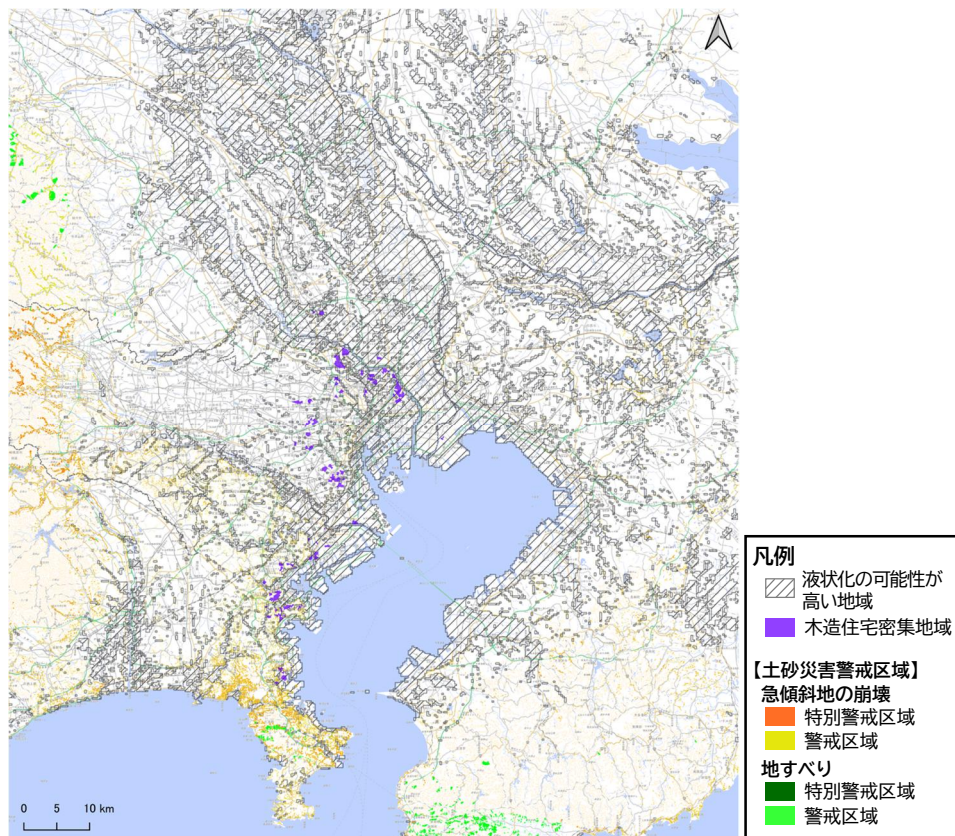 凡例
液状化の可能性が
高い地域
木造住宅密集地域
【土砂災害警戒区域】
急傾斜地の崩壊
特別警戒区域
警戒区域
地すべり
特別警戒区域
警戒区域
0 5 10 km